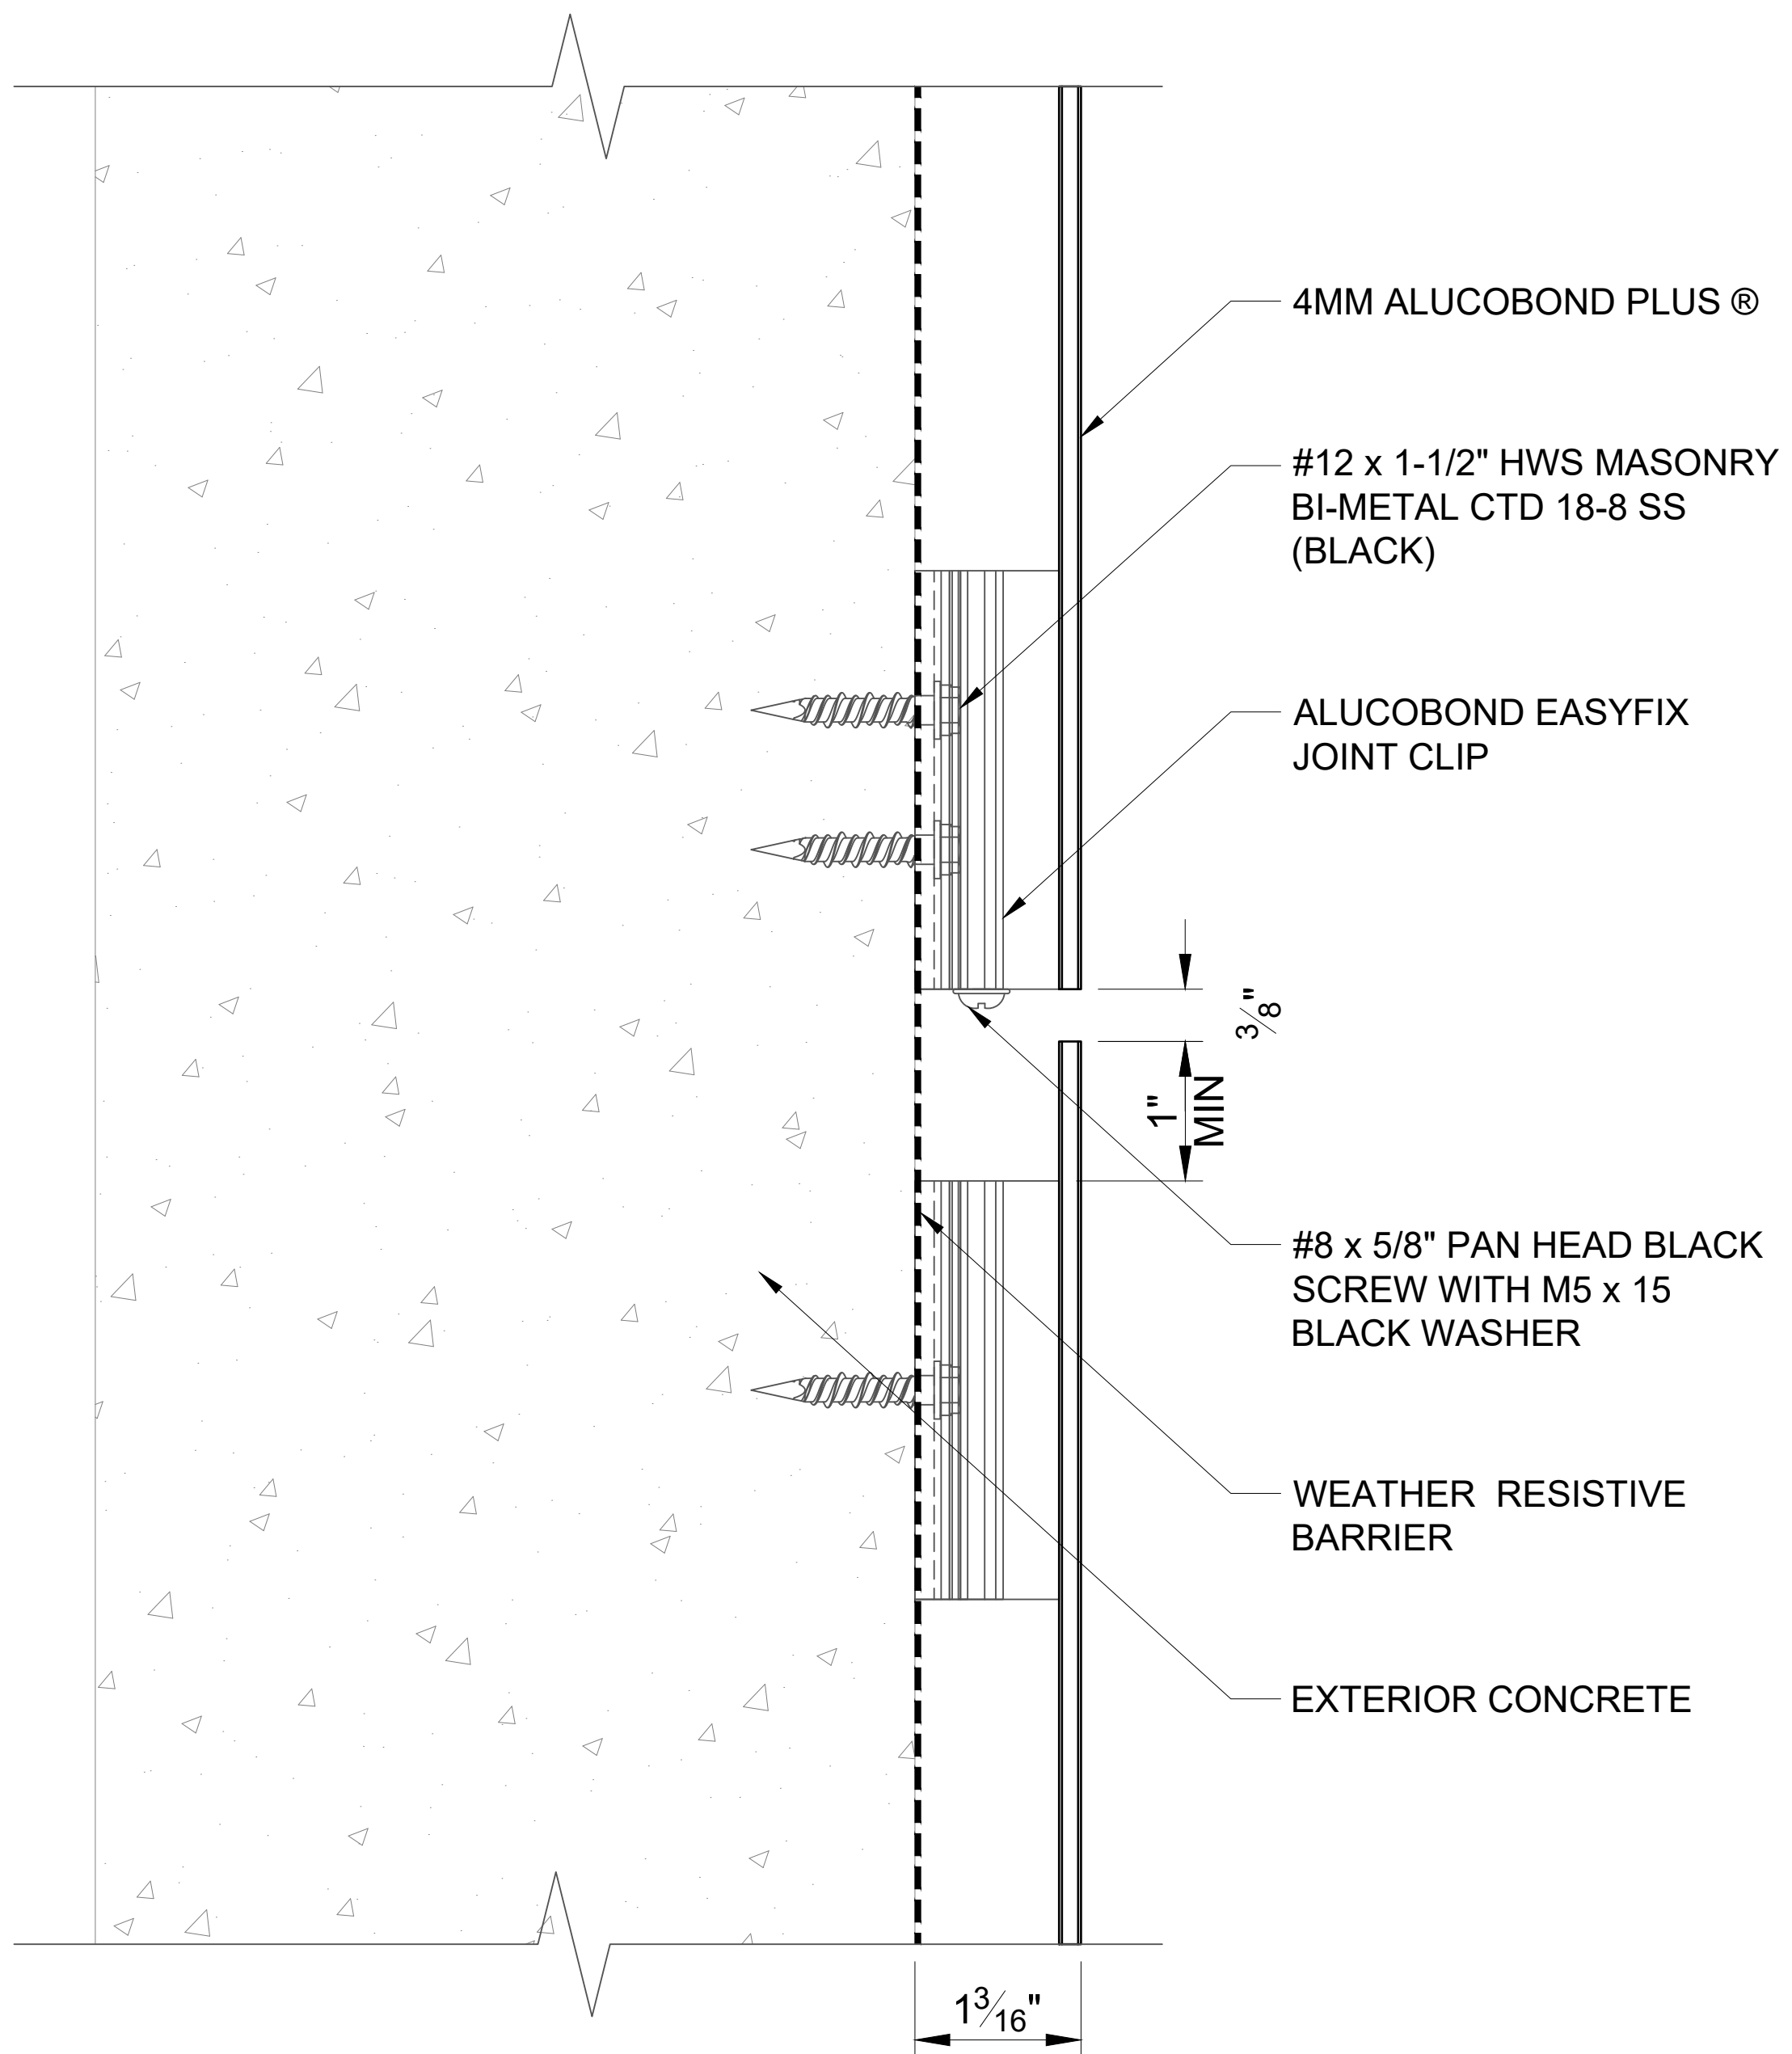 4MM ALUCOBOND PLUS ®
#12 x 1-1/2" HWS MASONRY
BI-METAL CTD 18-8 SS
(BLACK)
ALUCOBOND EASYFIX
JOINT CLIP
3/8"
1"
MIN
#8 x 5/8" PAN HEAD BLACK
SCREW WITH M5 x 15
BLACK WASHER
WEATHER  RESISTIVE
BARRIER
EXTERIOR CONCRETE
1 3/16"